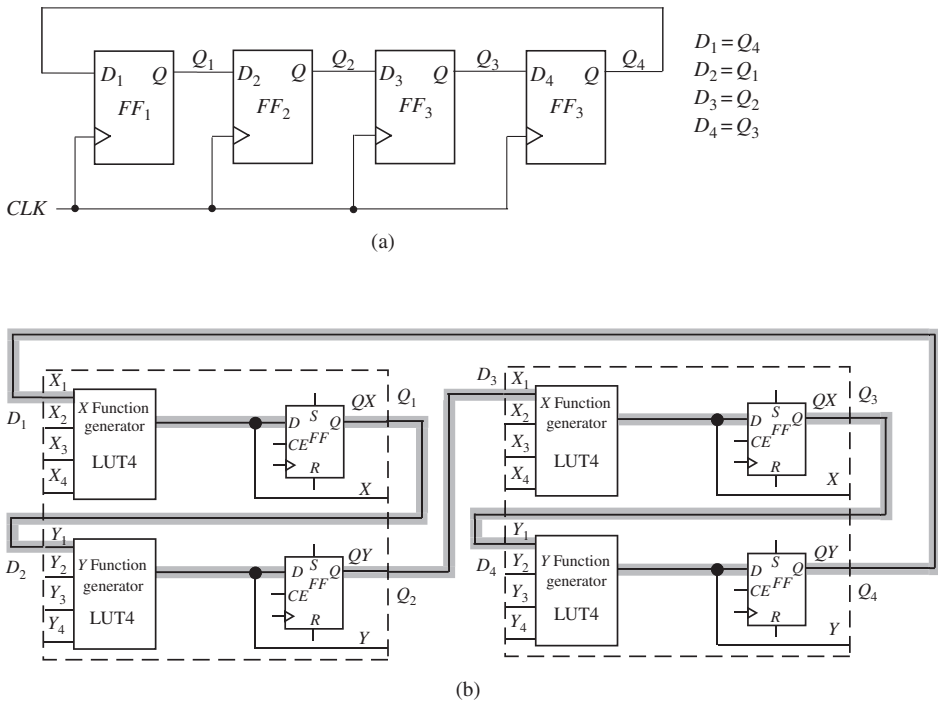 Q₁ Q₂ Q₃ Q₄
D₁ Q D₂ Q D₃ Q D₄ Q
FF₁ FF₂ FF₃ FF₃
CLK
D₁ = Q₄
D₂ = Q₁
D₃ = Q₂
D₄ = Q₃
(a)
D₁
X₁
X₂
X₃
X₄
X Function
generator
LUT4
D S Q
FF
CE
R
QX
Q₁
X
D₂
Y₁
Y₂
Y₃
Y₄
Y Function
generator
LUT4
D S Q
FF
CE
R
QY
Q₂
Y
D₃
X₁
X₂
X₃
X₄
X Function
generator
LUT4
D S Q
FF
CE
R
QX
Q₃
X
D₄
Y₁
Y₂
Y₃
Y₄
Y Function
generator
LUT4
D S Q
FF
CE
R
QY
Q₄
Y
(b)